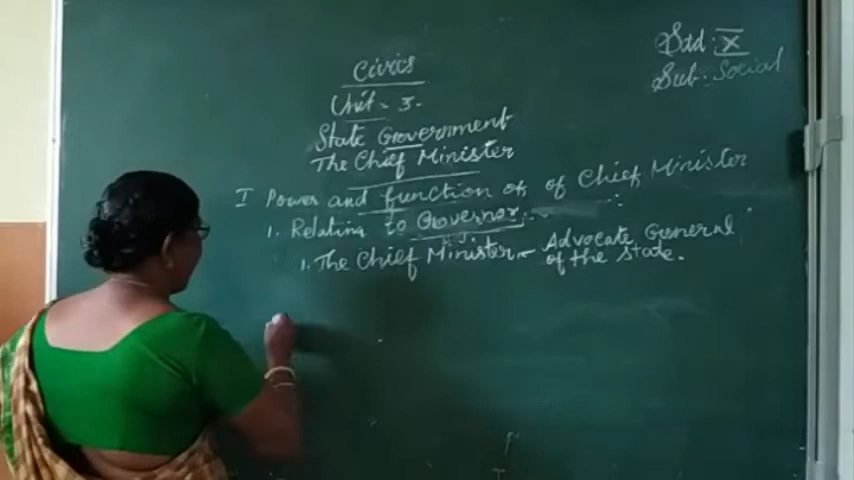 Std : X
Sub : Social
Civics
Unit - 3.
State Government
The Chief Minister
I Power and function of of Chief Minister
1. Relating to Governor
1. The Chief Minister - Advocate General
of the State.